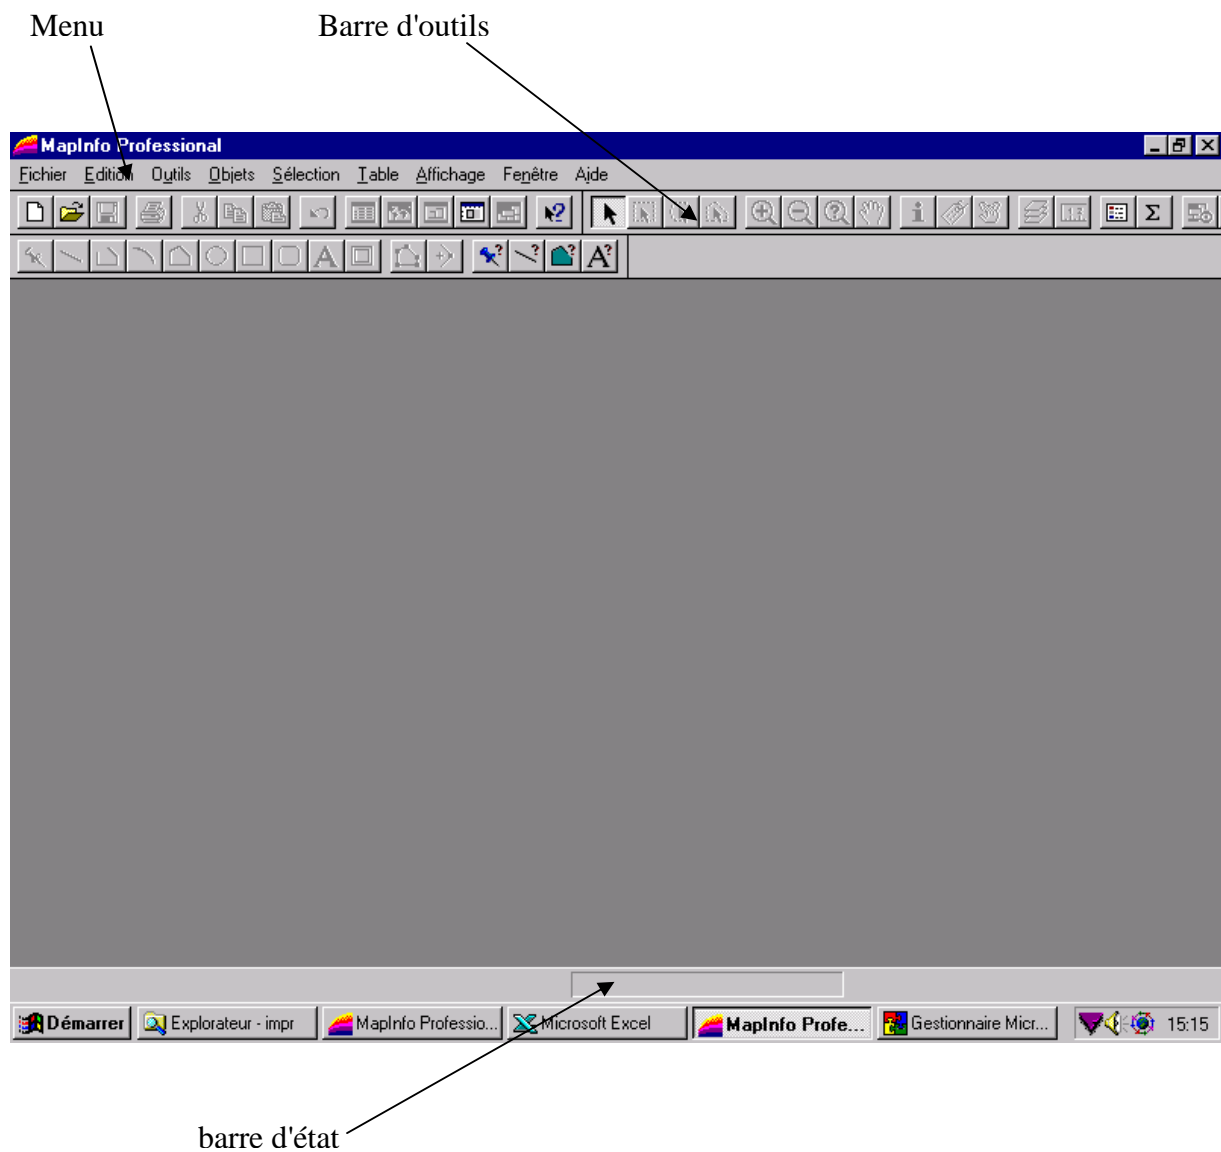 Menu Barre d'outils
MapInfo Professional
Fichier Edition Outils Objets Sélection Table Affichage Fenêtre Aide
Démarrer Explorateur - impr MapInfo Professio... Microsoft Excel MapInfo Profe... Gestionnaire Micr... 15:15
barre d'état